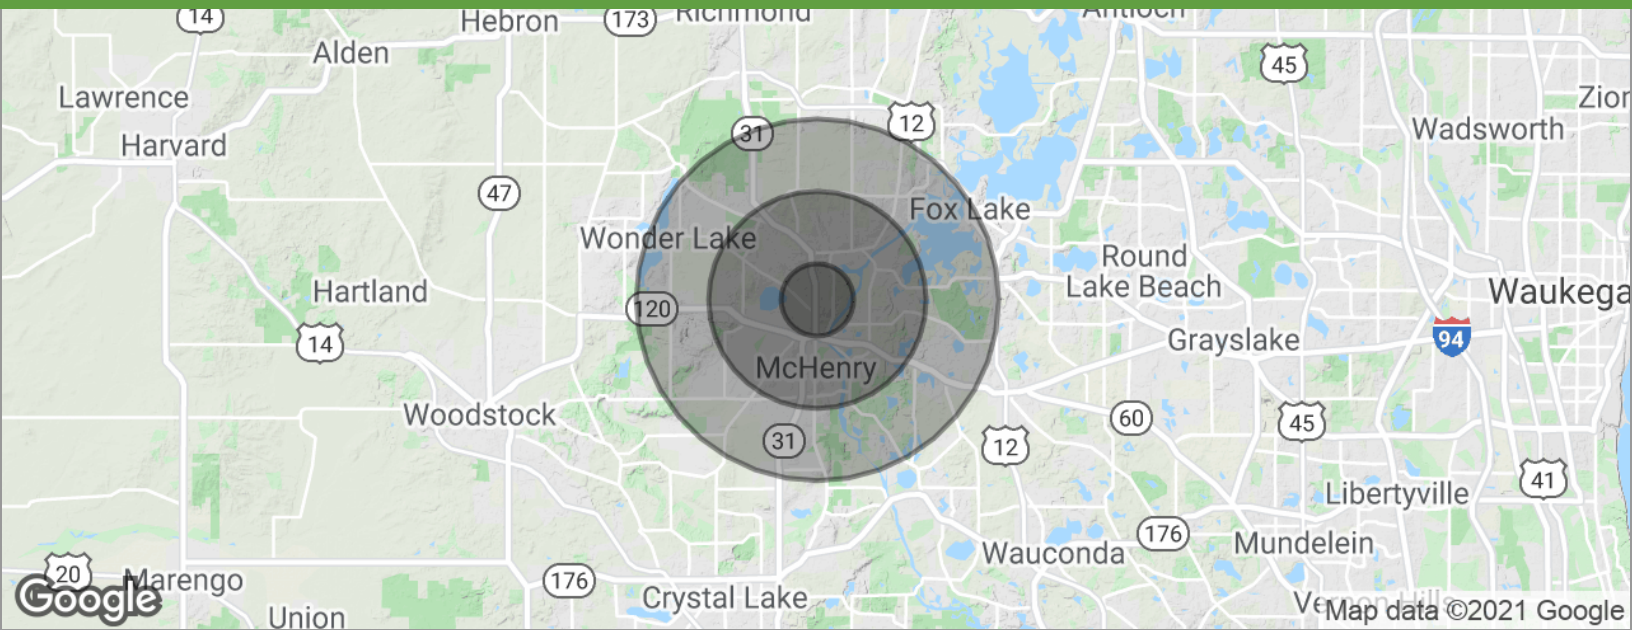 14
Hebron
173
Richmond
Antioch
Alden
45
Lawrence
Zion
31
12
Wadsworth
Harvard
47
Fox Lake
Wonder Lake
Round
Lake Beach
Hartland
Waukega
120
14
94
Grayslake
McHenry
Woodstock
60
45
31
12
41
Libertyville
176
Mundelein
Wauconda
20
Marengo
176
Google
Crystal Lake
Vernon Hills
Union
Map data ©2021 Google